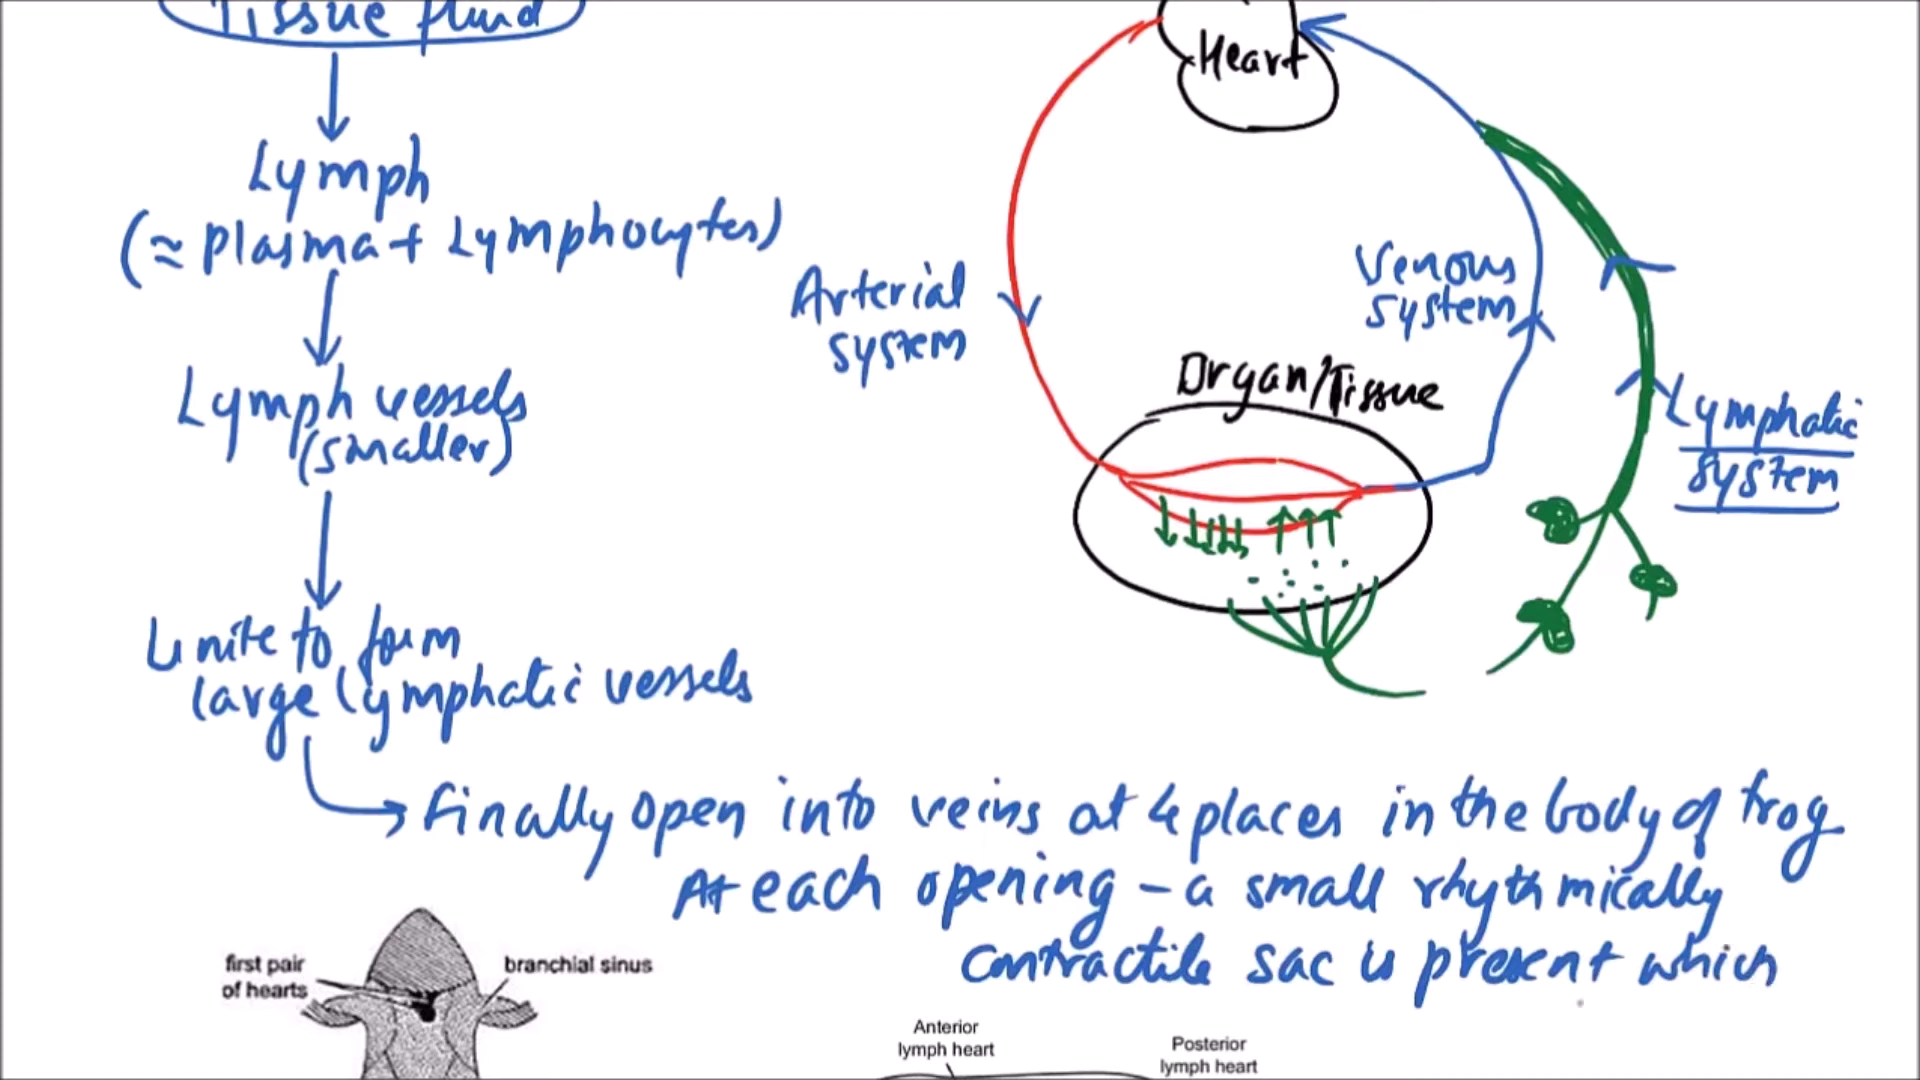 Tissue fluid
Lymph
(≈ plasma + Lymphocytes)
Lymph vessels
(smaller)
Unite to form
large lymphatic vessels
Heart
Arterial
system
Venous
system
Organ/Tissue
Lymphatic
system
finally open into veins at 4 places in the body of frog
At each opening - a small rhythmically
contractile sac is present which
first pair
of hearts
branchial sinus
Anterior
lymph heart
Posterior
lymph heart